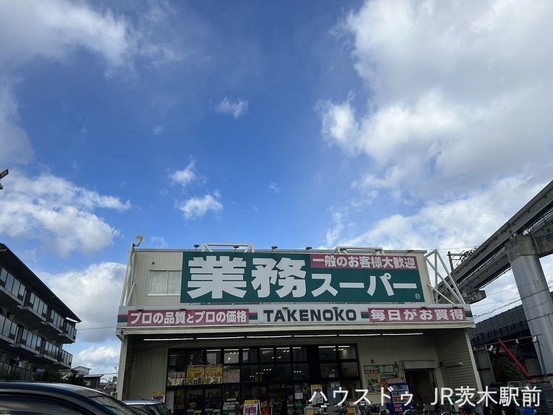 一般のお客様大歓迎
業務スーパー
プロの品質とプロの価格
TAKENOKO
毎日がお買得
ハウスドゥ JR茨木駅前